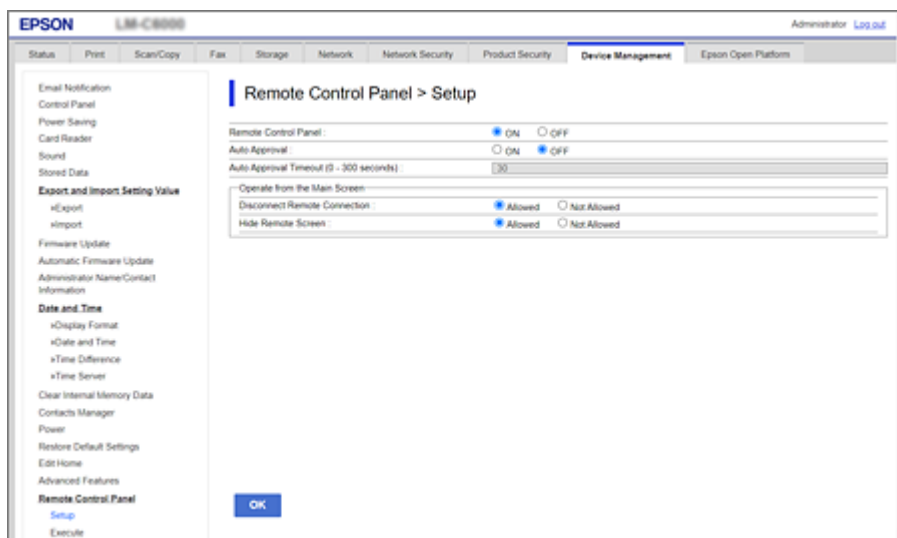 EPSON
Administrator Log out
Status Print Scan/Copy Fax Storage Network Network Security Product Security Device Management Epson Open Platform
Email Notification
Control Panel
Power Saving
Card Reader
Sound
Stored Data
Export and Import Setting Value
»Export
»Import
Firmware Update
Automatic Firmware Update
Administrator Name/Contact
Information
Date and Time
»Display Format
»Date and Time
»Time Difference
»Time Server
Clear Internal Memory Data
Contacts Manager
Power
Restore Default Settings
Edit Home
Advanced Features
Remote Control Panel
Setup
Execute
Remote Control Panel > Setup
Remote Control Panel : ON OFF
Auto Approval : ON OFF
Auto Approval Timeout (0 - 300 seconds) : 30
Operate from the Main Screen
Disconnect Remote Connection : Allowed Not Allowed
Hide Remote Screen : Allowed Not Allowed
OK